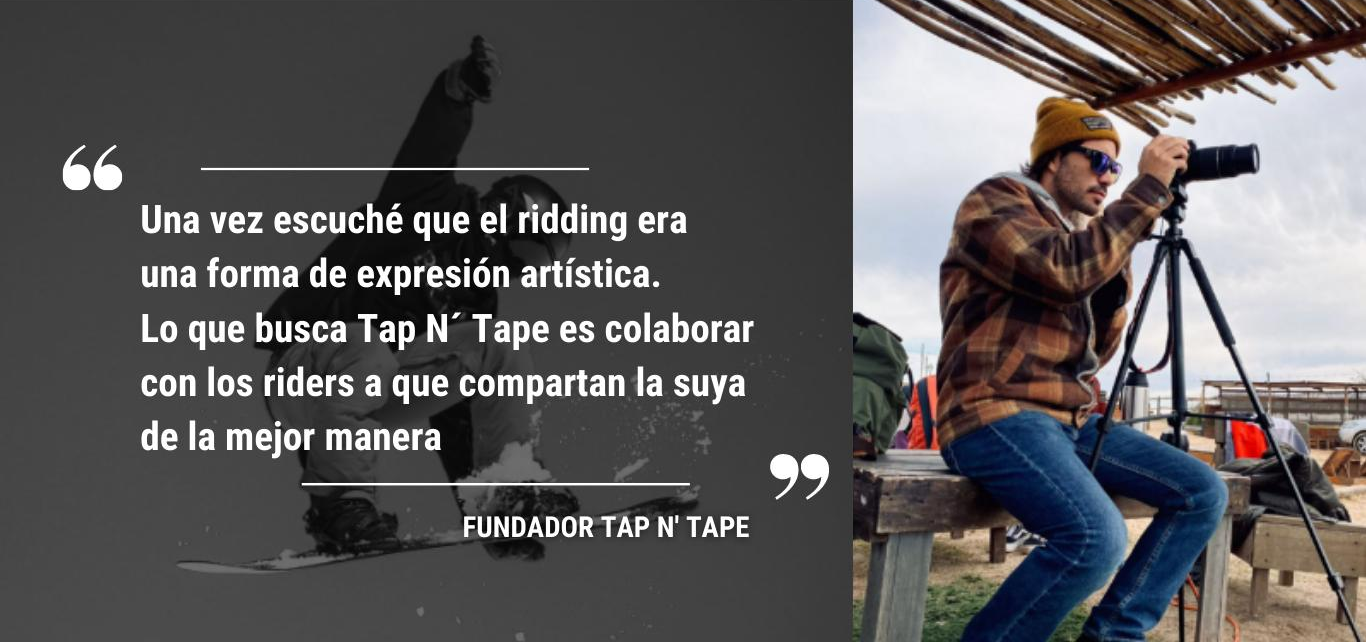 “
Una vez escuché que el ridding era
una forma de expresión artística.
Lo que busca Tap N´ Tape es colaborar
con los riders a que compartan la suya
de la mejor manera
”
FUNDADOR TAP N' TAPE